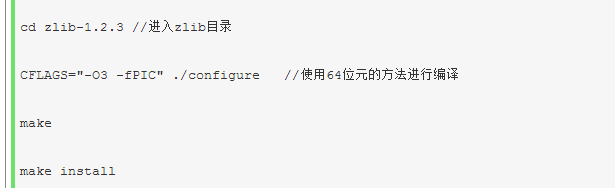 cd zlib-1.2.3 //进入zlib目录
CFLAGS="-O3 -fPIC" ./configure   //使用64位元的方法进行编译
make
make install